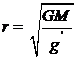 r = √(GM/g)